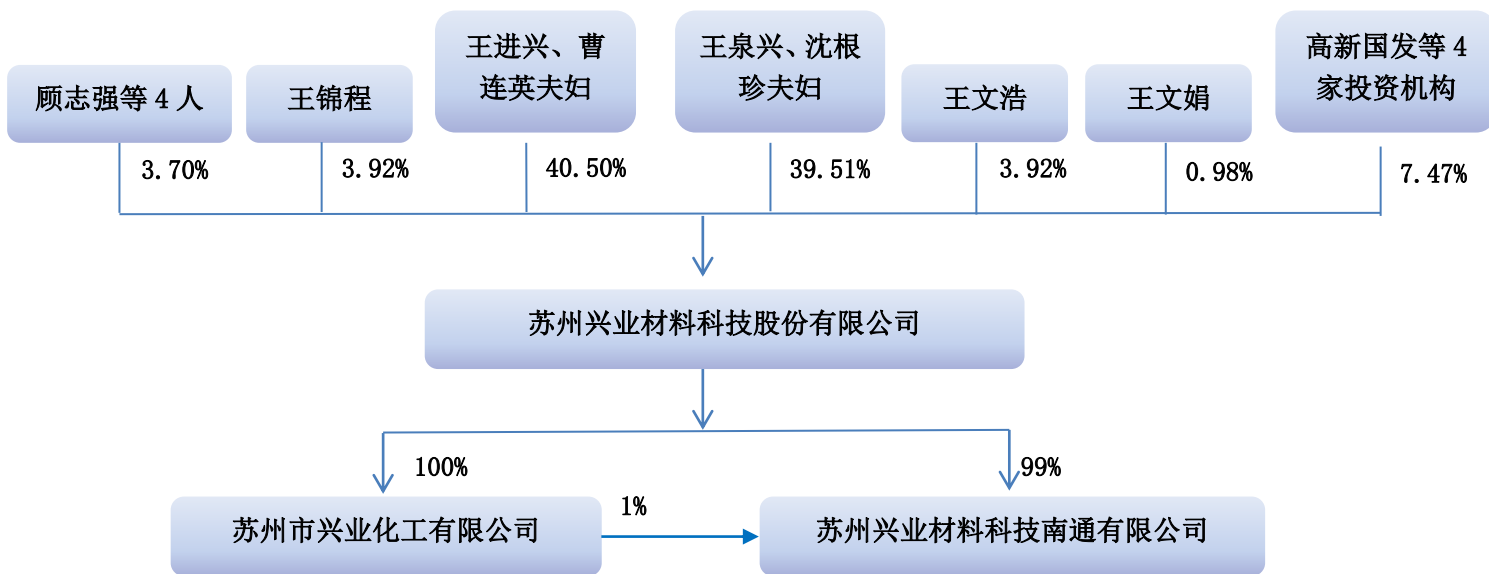 顾志强等 4 人
王锦程
王进兴、曹
连英夫妇
王泉兴、沈根
珍夫妇
王文浩
王文娟
高新国发等 4
家投资机构
3.70%
3.92%
40.50%
39.51%
3.92%
0.98%
7.47%
苏州兴业材料科技股份有限公司
100%
99%
苏州市兴业化工有限公司
1%
苏州兴业材料科技南通有限公司